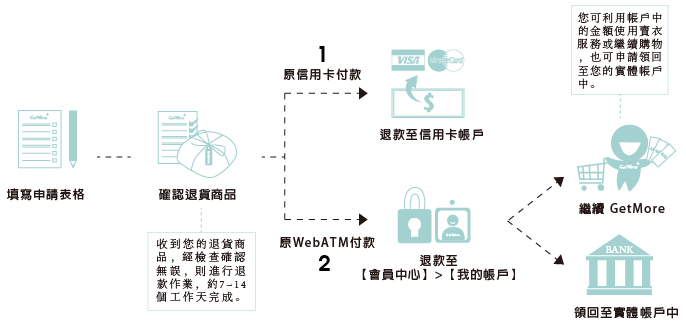 填寫申請表格
GetMore
GetMore
確認退貨商品
收到您的退貨商
品，經檢查確認
無誤，則進行退
款作業，約7-14
個工作天完成。
1
原信用卡付款
VISA
MasterCard
$
退款至信用卡帳戶
原WebATM付款
2
退款至
【會員中心】>【我的帳戶】
您可利用帳戶中
的金額使用賣衣
服務或繼續購物
，也可申請領回
至您的實體帳戶
中。
GetMore
繼續 GetMore
BANK
領回至實體帳戶中